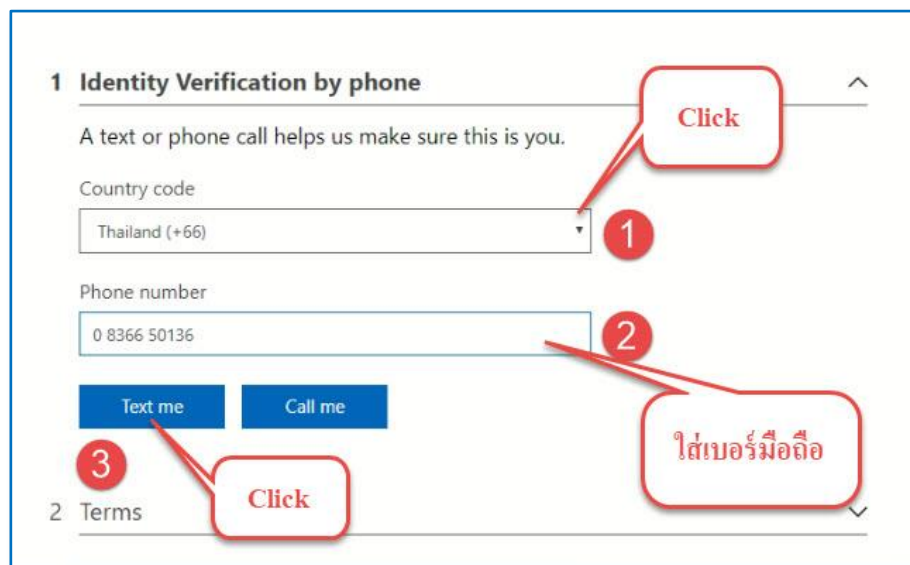 1 Identity Verification by phone
Click
A text or phone call helps us make sure this is you.
Country code
Thailand (+66)
1
Phone number
0 8366 50136
2
Text me
Call me
ใส่เบอร์มือถือ
3
Click
2 Terms